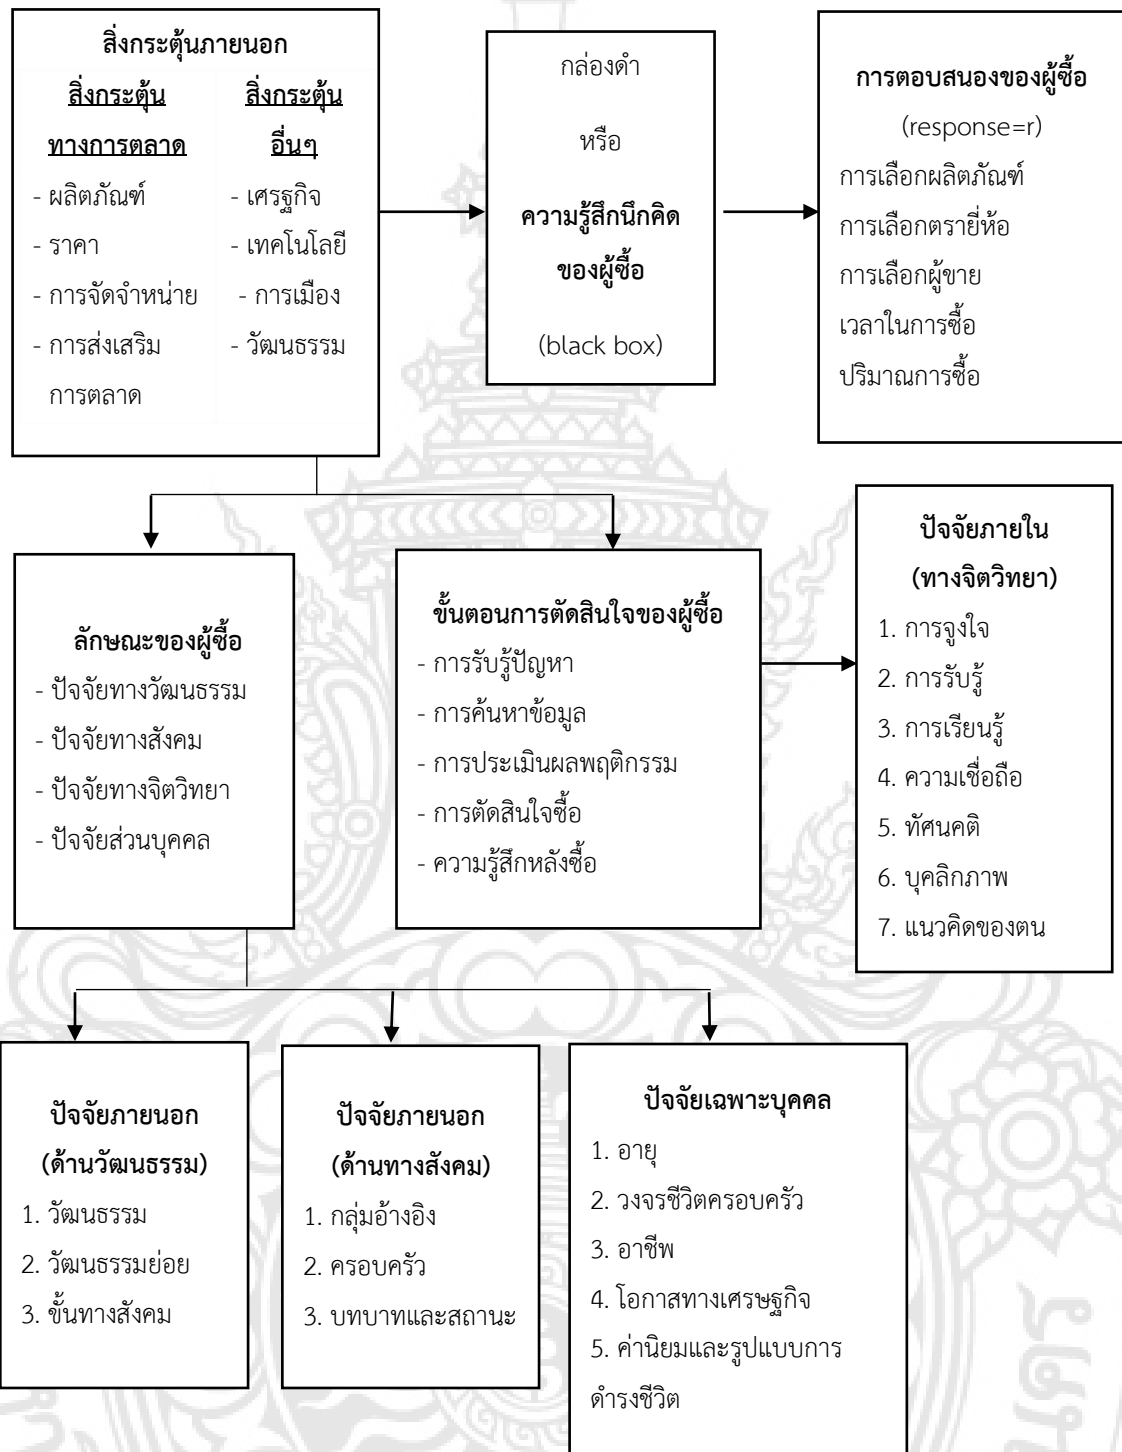 สิ่งกระตุ้นภายนอก
สิ่งกระตุ้น
ทางการตลาด
- ผลิตภัณฑ์
- ราคา
- การจัดจำหน่าย
- การส่งเสริม
การตลาด
สิ่งกระตุ้น
อื่นๆ
- เศรฐกิจ
- เทคโนโลยี
- การเมือง
- วัฒนธรรม
กล่องดำ
หรือ
ความรู้สึกนึกคิด
ของผู้ซื้อ
(black box)
การตอบสนองของผู้ซื้อ
(response=r)
การเลือกผลิตภัณฑ์
การเลือกตรายี่ห้อ
การเลือกผู้ขาย
เวลาในการซื้อ
ปริมาณการซื้อ
ลักษณะของผู้ซื้อ
- ปัจจัยทางวัฒนธรรม
- ปัจจัยทางสังคม
- ปัจจัยทางจิตวิทยา
- ปัจจัยส่วนบุคคล
ขั้นตอนการตัดสินใจของผู้ซื้อ
- การรับรู้ปัญหา
- การค้นหาข้อมูล
- การประเมินผลพฤติกรรม
- การตัดสินใจซื้อ
- ความรู้สึกหลังซื้อ
ปัจจัยภายใน
(ทางจิตวิทยา)
1. การจูงใจ
2. การรับรู้
3. การเรียนรู้
4. ความเชื่อถือ
5. ทัศนคติ
6. บุคลิกภาพ
7. แนวคิดของตน
ปัจจัยภายนอก
(ด้านวัฒนธรรม)
1. วัฒนธรรม
2. วัฒนธรรมย่อย
3. ขั้นทางสังคม
ปัจจัยภายนอก
(ด้านทางสังคม)
1. กลุ่มอ้างอิง
2. ครอบครัว
3. บทบาทและสถานะ
ปัจจัยเฉพาะบุคคล
1. อายุ
2. วงจรชีวิตครอบครัว
3. อาชีพ
4. โอกาสทางเศรษฐกิจ
5. ค่านิยมและรูปแบบการ
ดำรงชีวิต